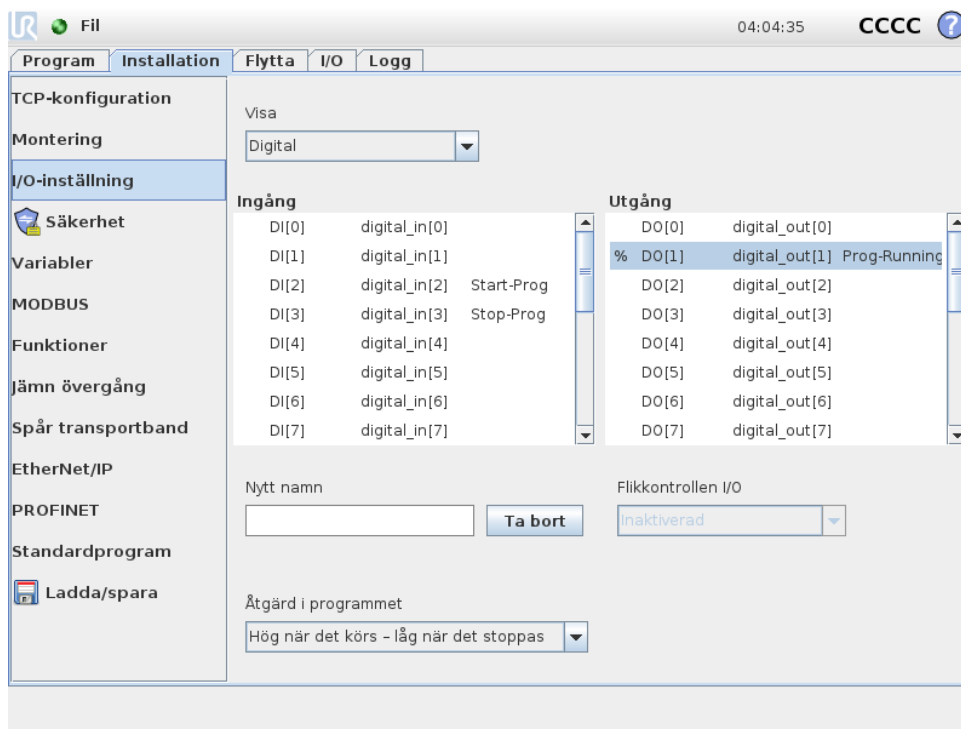 UR Fil 04:04:35 CCCC ?
Program Installation Flytta I/O Logg
TCP-konfiguration
Montering
I/O-inställning
Säkerhet
Variabler
MODBUS
Funktioner
Jämn övergång
Spår transportband
EtherNet/IP
PROFINET
Standardprogram
Ladda/spara
Visa
Digital
Ingång
DI[0] digital_in[0]
DI[1] digital_in[1]
DI[2] digital_in[2] Start-Prog
DI[3] digital_in[3] Stop-Prog
DI[4] digital_in[4]
DI[5] digital_in[5]
DI[6] digital_in[6]
DI[7] digital_in[7]
Utgång
DO[0] digital_out[0]
% DO[1] digital_out[1] Prog-Running
DO[2] digital_out[2]
DO[3] digital_out[3]
DO[4] digital_out[4]
DO[5] digital_out[5]
DO[6] digital_out[6]
DO[7] digital_out[7]
Nytt namn
Ta bort
Flikkontrollen I/O
Inaktiverad
Åtgärd i programmet
Hög när det körs – låg när det stoppas